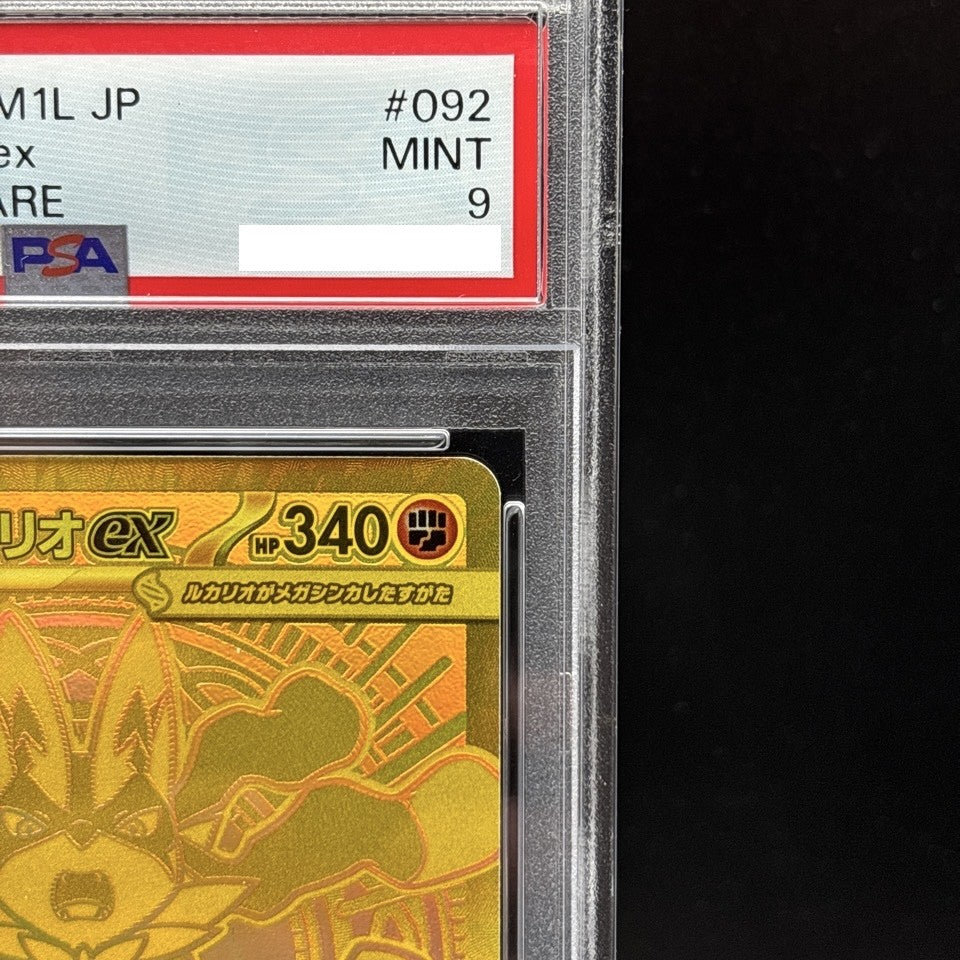 M1L JP #092
ex MINT
ARE 9
PSA
リオex HP340
ルカリオがメガシンカしたすがた